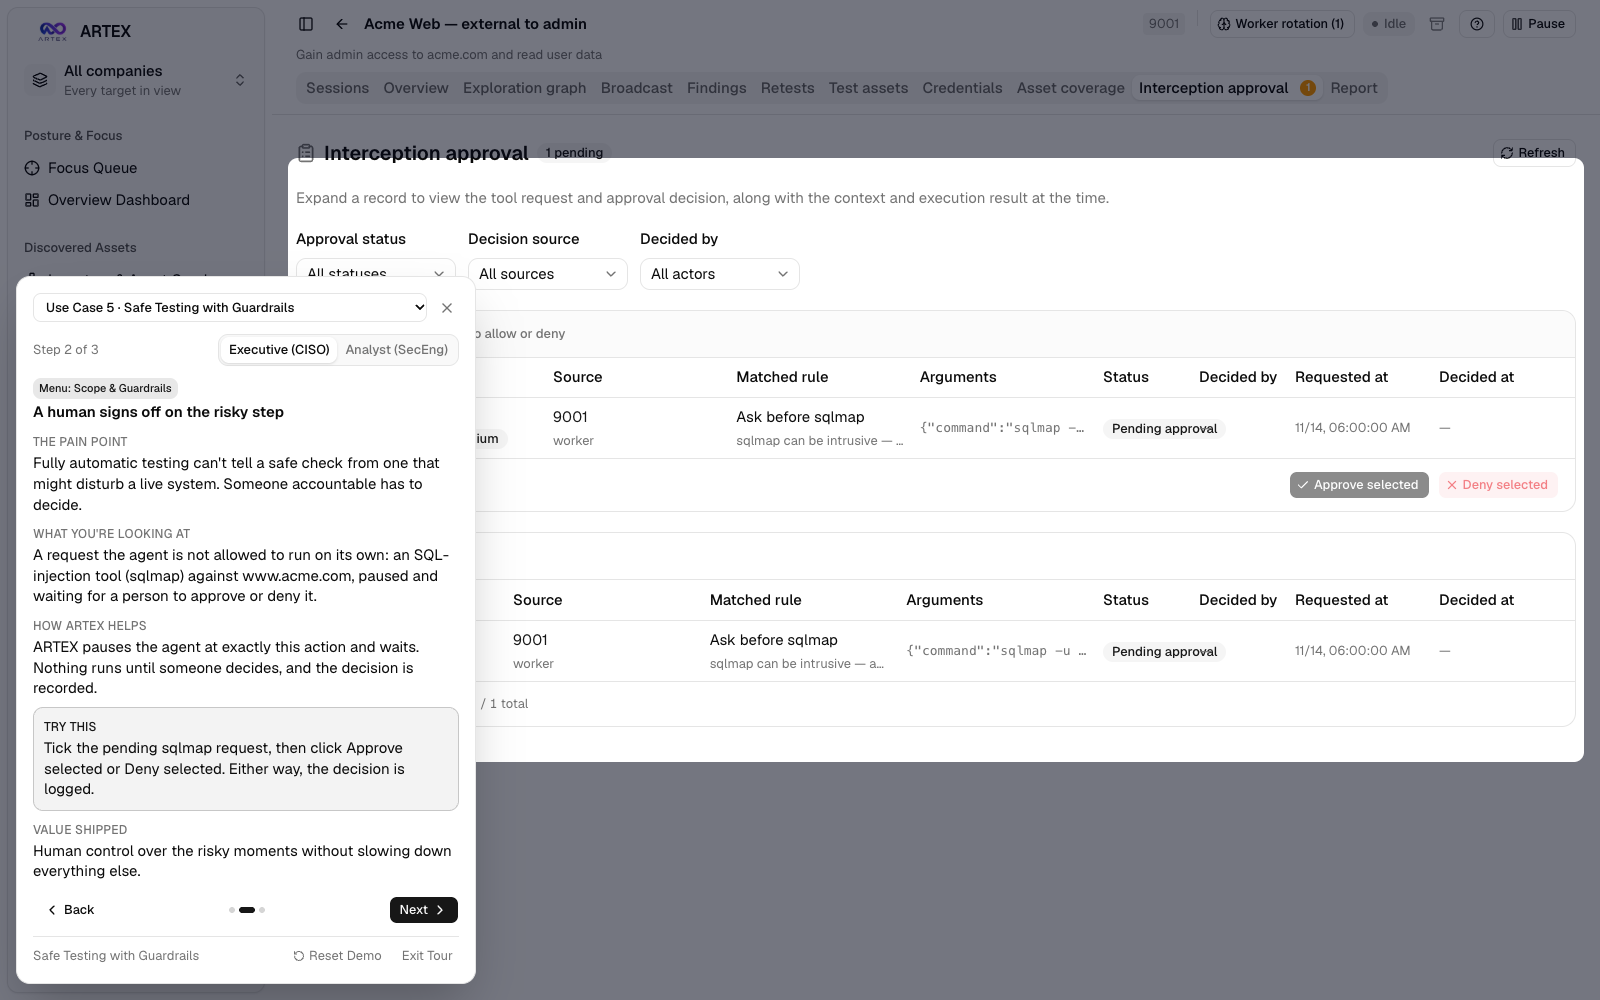 ARTEX
ARTEX
All companies
Every target in view
Posture & Focus
Focus Queue
Overview Dashboard
Discovered Assets
Acme Web — external to admin
9001
Worker rotation (1)
Idle
Pause
Gain admin access to acme.com and read user data
Sessions
Overview
Exploration graph
Broadcast
Findings
Retests
Test assets
Credentials
Asset coverage
Interception approval
1
Report
Interception approval
1 pending
Refresh
Expand a record to view the tool request and approval decision, along with the context and execution result at the time.
Approval status
Decision source
Decided by
All statuses
All sources
All actors
o allow or deny
Source
Matched rule
Arguments
Status
Decided by
Requested at
Decided at
9001
worker
Ask before sqlmap
sqlmap can be intrusive — …
{"command":"sqlmap –…
Pending approval
11/14, 06:00:00 AM
—
ium
Approve selected
Deny selected
Source
Matched rule
Arguments
Status
Decided by
Requested at
Decided at
9001
worker
Ask before sqlmap
sqlmap can be intrusive — a…
{"command":"sqlmap –u …
Pending approval
11/14, 06:00:00 AM
—
/ 1 total
Use Case 5 · Safe Testing with Guardrails
Step 2 of 3
Executive (CISO)
Analyst (SecEng)
Menu: Scope & Guardrails
A human signs off on the risky step
THE PAIN POINT
Fully automatic testing can't tell a safe check from one that
might disturb a live system. Someone accountable has to
decide.
WHAT YOU'RE LOOKING AT
A request the agent is not allowed to run on its own: an SQL-
injection tool (sqlmap) against www.acme.com, paused and
waiting for a person to approve or deny it.
HOW ARTEX HELPS
ARTEX pauses the agent at exactly this action and waits.
Nothing runs until someone decides, and the decision is
recorded.
TRY THIS
Tick the pending sqlmap request, then click Approve
selected or Deny selected. Either way, the decision is
logged.
VALUE SHIPPED
Human control over the risky moments without slowing down
everything else.
Back
Next
Safe Testing with Guardrails
Reset Demo
Exit Tour